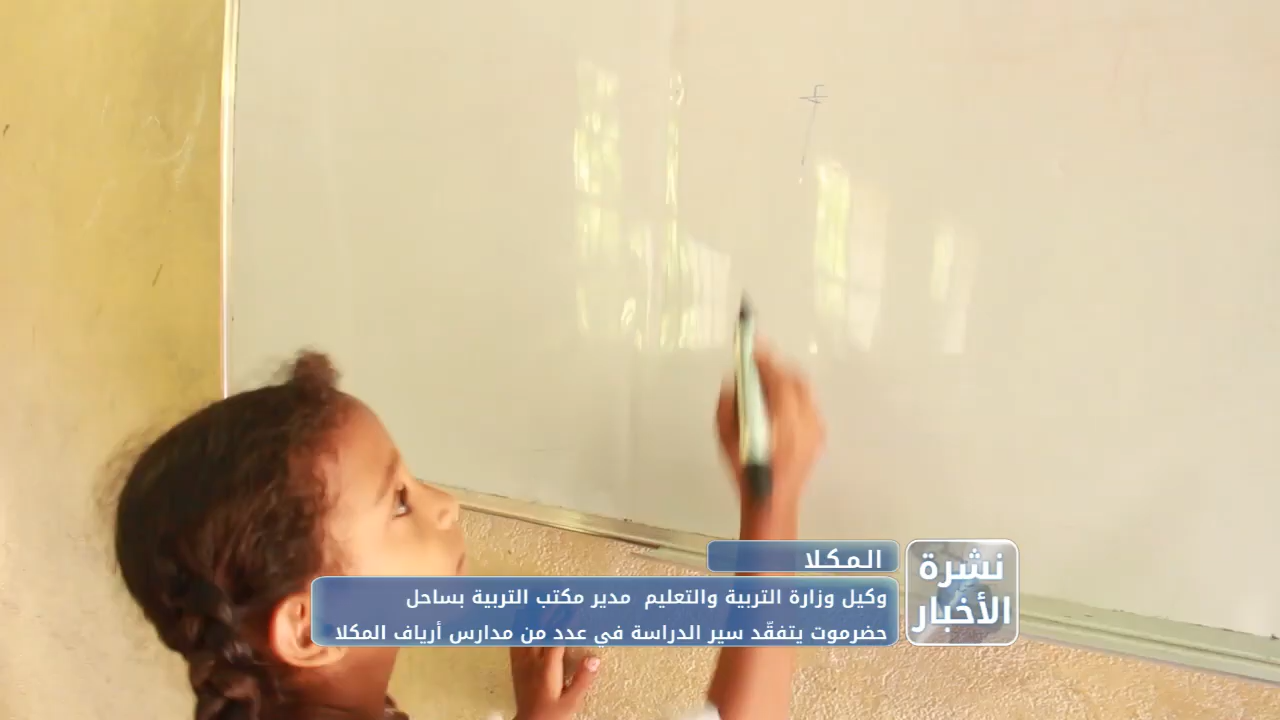 نشرة
الأخبار
المكلا
وكيل وزارة التربية والتعليم مدير مكتب التربية بساحل
حضرموت يتفقّد سير الدراسة في عدد من مدارس أرياف المكلا